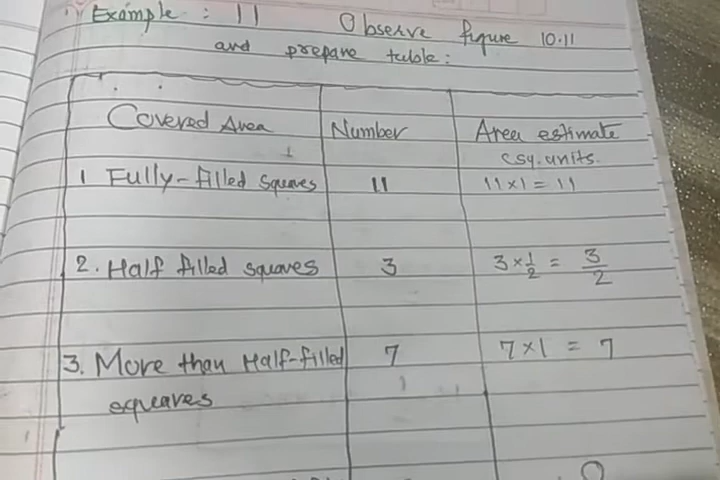 Example : 11 Observe figure 10.11
and prepare table :
Covered Area Number Area estimate
(sq. units.
1 Fully-filled squares 11 11 × 1 = 11
2. Half filled squares 3 3 × 1/2 = 3/2
3. More than Half-filled 7 7 × 1 = 7
squares